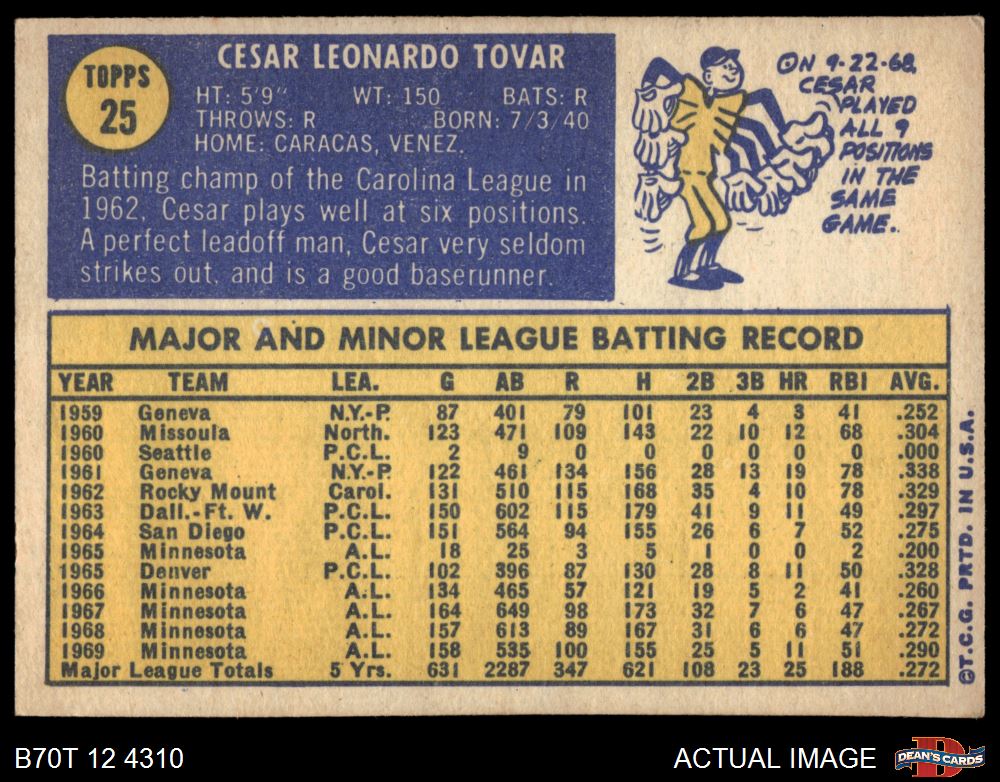 TOPPS
25
CESAR LEONARDO TOVAR
HT: 5'9" WT: 150 BATS: R
THROWS: R BORN: 7/3/40
HOME: CARACAS, VENEZ.
Batting champ of the Carolina League in
1962, Cesar plays well at six positions.
A perfect leadoff man, Cesar very seldom
strikes out, and is a good baserunner.
ON 9-22-68,
CESAR
PLAYED
ALL 9
POSITIONS
IN THE
SAME
GAME.
MAJOR AND MINOR LEAGUE BATTING RECORD
YEAR TEAM LEA. G AB R H 2B 3B HR RBI AVG.
1959 Geneva N.Y.-P. 87 401 79 101 23 4 3 41 .252
1960 Missoula North. 123 471 109 143 22 10 12 68 .304
1960 Seattle P.C.L. 2 9 0 0 0 0 0 0 .000
1961 Geneva N.Y.-P. 122 461 134 156 28 13 19 78 .338
1962 Rocky Mount Carol. 131 510 115 168 35 4 10 78 .329
1963 Dall.-Ft. W. P.C.L. 150 602 115 179 41 9 11 49 .297
1964 San Diego P.C.L. 151 564 94 155 26 6 7 52 .275
1965 Minnesota A.L. 18 25 3 5 1 0 0 2 .200
1965 Denver P.C.L. 102 396 87 130 28 8 11 50 .328
1966 Minnesota A.L. 134 465 57 121 19 5 2 41 .260
1967 Minnesota A.L. 164 649 98 173 32 7 6 47 .267
1968 Minnesota A.L. 157 613 89 167 31 6 6 47 .272
1969 Minnesota A.L. 158 535 100 155 25 5 11 51 .290
Major League Totals 5 Yrs. 631 2287 347 621 108 23 25 188 .272
©T.C.G. PRTD. IN U.S.A.
B70T 12 4310
ACTUAL IMAGE
D
DEAN'S CARDS